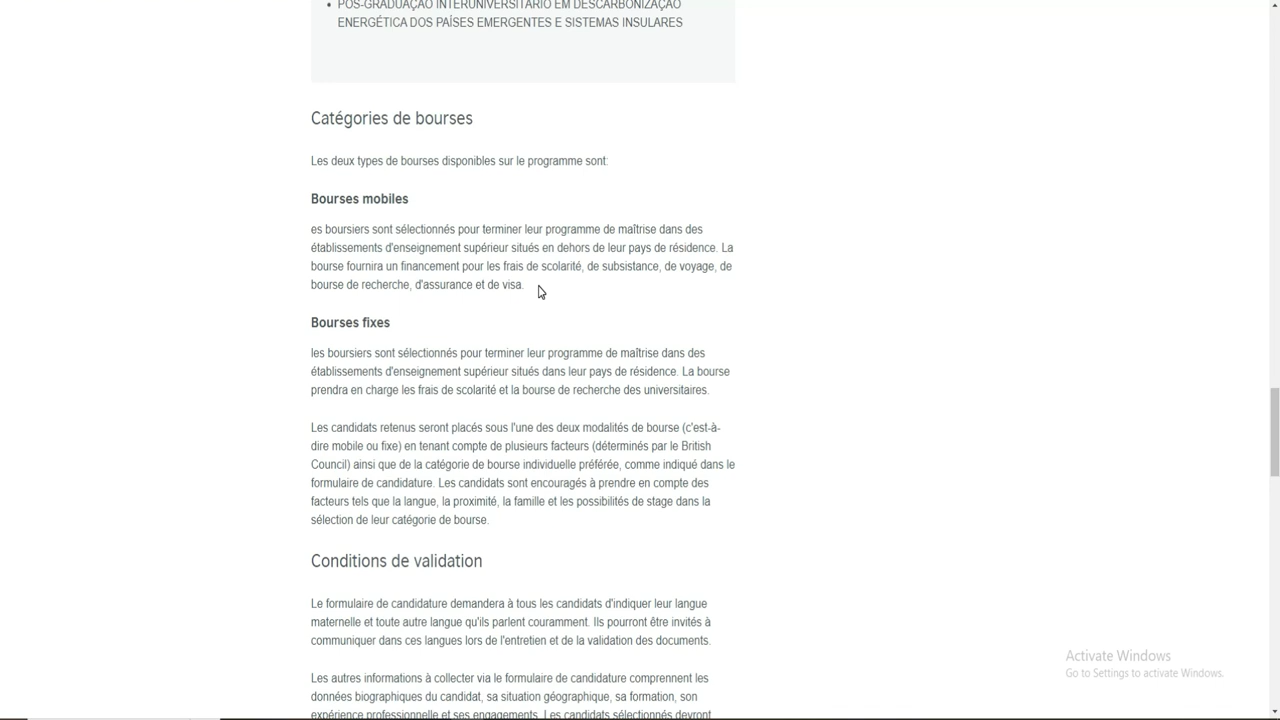 • PÓS-GRADUAÇÃO INTERUNIVERSITÁRIO EM DESCARBONIZAÇÃO
ENERGÉTICA DOS PAÍSES EMERGENTES E SISTEMAS INSULARES
Catégories de bourses
Les deux types de bourses disponibles sur le programme sont:
Bourses mobiles
es boursiers sont sélectionnés pour terminer leur programme de maîtrise dans des
établissements d'enseignement supérieur situés en dehors de leur pays de résidence. La
bourse fournira un financement pour les frais de scolarité, de subsistance, de voyage, de
bourse de recherche, d'assurance et de visa.
Bourses fixes
les boursiers sont sélectionnés pour terminer leur programme de maîtrise dans des
établissements d'enseignement supérieur situés dans leur pays de résidence. La bourse
prendra en charge les frais de scolarité et la bourse de recherche des universitaires.
Les candidats retenus seront placés sous l'une des deux modalités de bourse (c'est-à-
dire mobile ou fixe) en tenant compte de plusieurs facteurs (déterminés par le British
Council) ainsi que de la catégorie de bourse individuelle préférée, comme indiqué dans le
formulaire de candidature. Les candidats sont encouragés à prendre en compte des
facteurs tels que la langue, la proximité, la famille et les possibilités de stage dans la
sélection de leur catégorie de bourse.
Conditions de validation
Le formulaire de candidature demandera à tous les candidats d'indiquer leur langue
maternelle et toute autre langue qu'ils parlent couramment. Ils pourront être invités à
communiquer dans ces langues lors de l'entretien et de la validation des documents.
Les autres informations à collecter via le formulaire de candidature comprennent les
données biographiques du candidat, sa situation géographique, sa formation, son
expérience professionnelle et ses engagements. Les candidats sélectionnés devront
Activate Windows
Go to Settings to activate Windows.